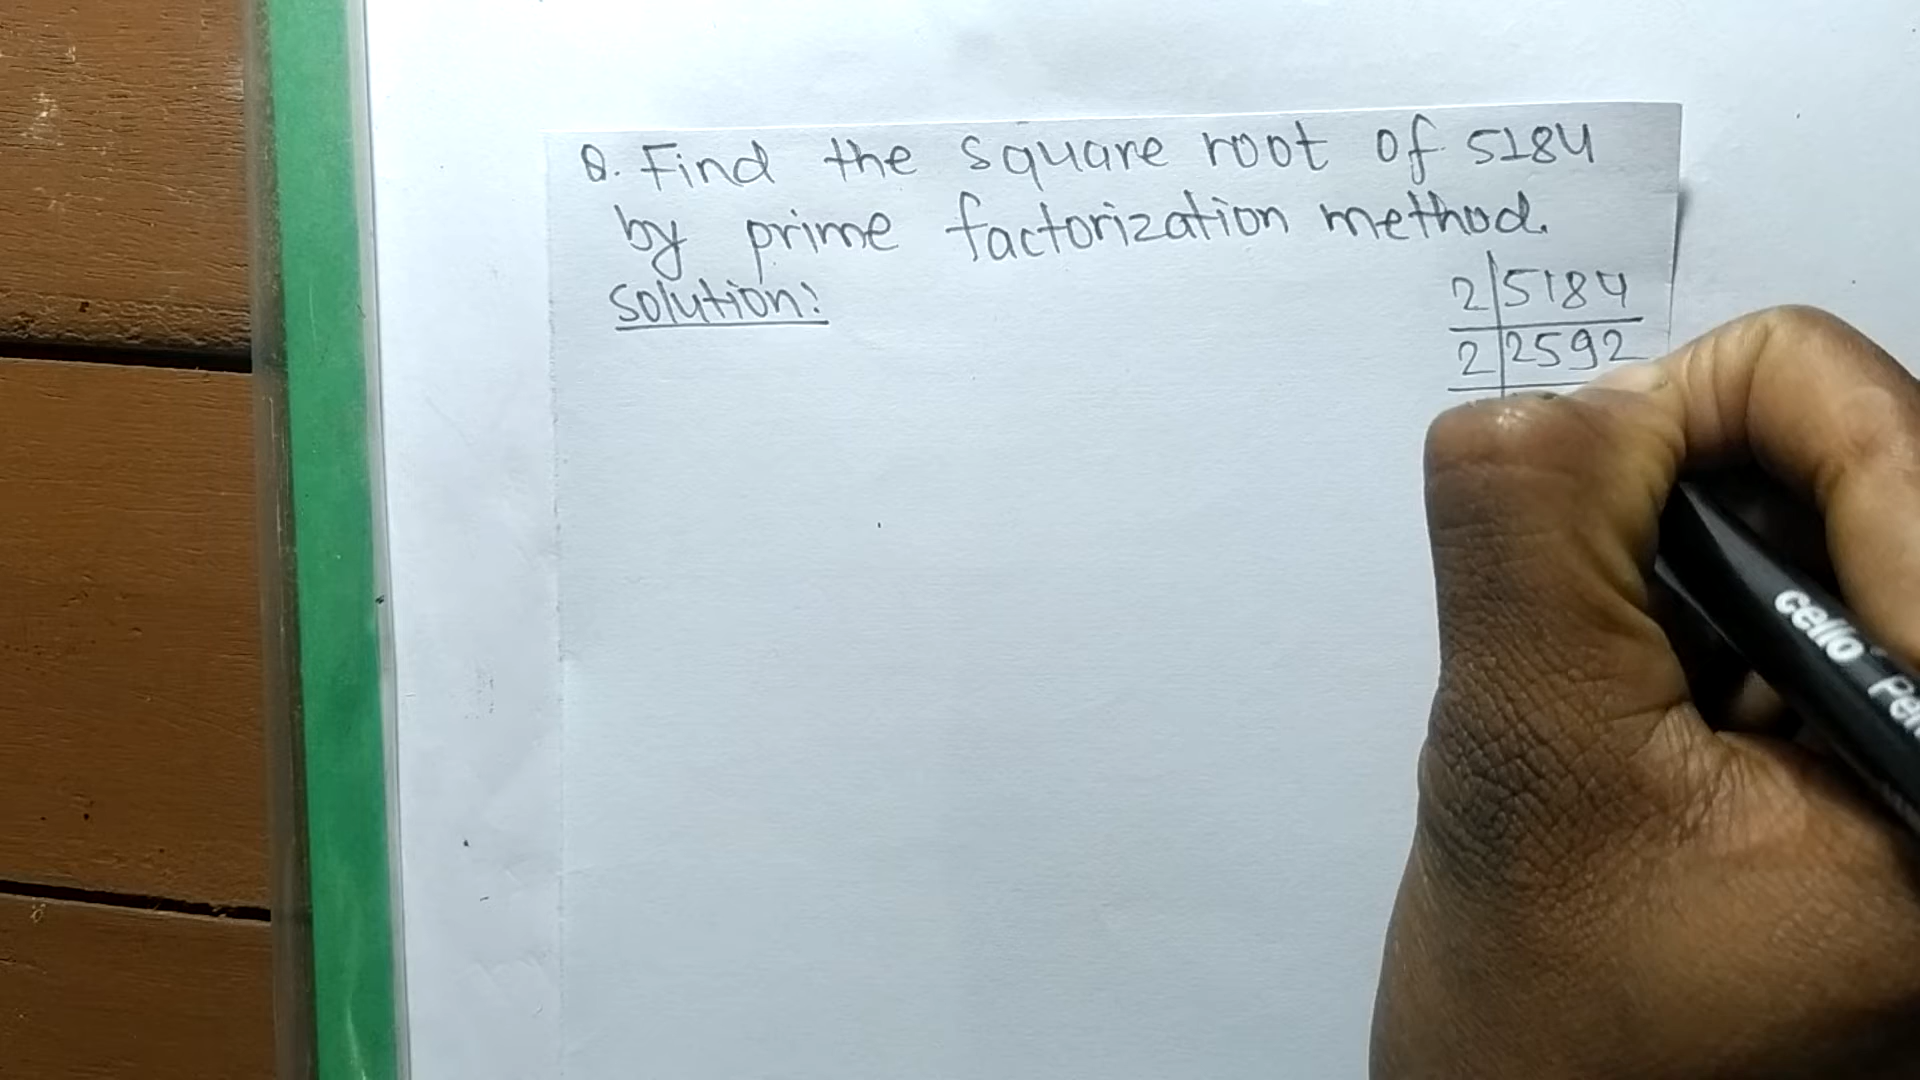 Q. Find the square root of 5184
by prime factorization method.
Solution:
2 5184
2 2592
cello